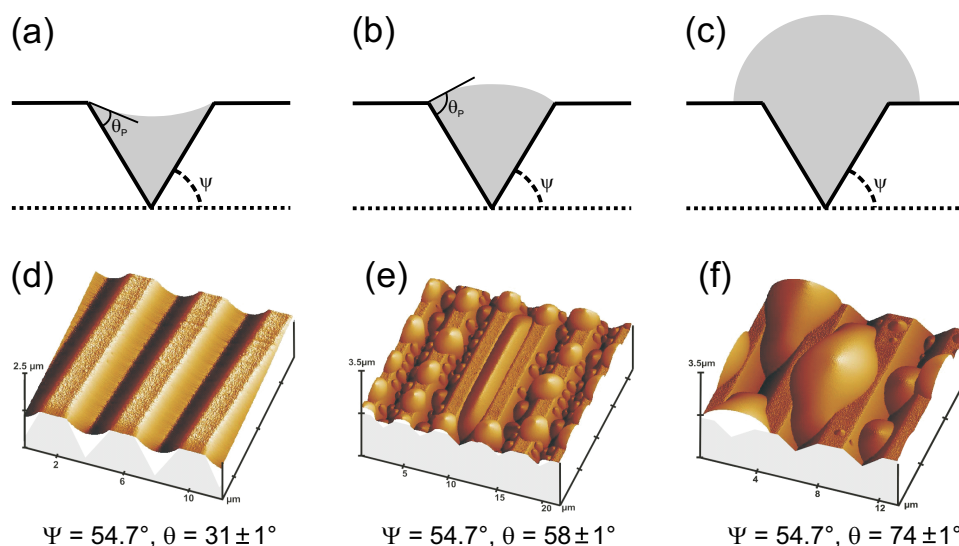 (a) (b) (c)
θP θP
Ψ Ψ Ψ
(d) (e) (f)
2.5 μm 3.5μm 3.5μm
2 6 10 μm
5 10 15 20 μm
4 8 12 μm
Ψ = 54.7°, θ = 31±1° Ψ = 54.7°, θ = 58±1° Ψ = 54.7°, θ = 74±1°